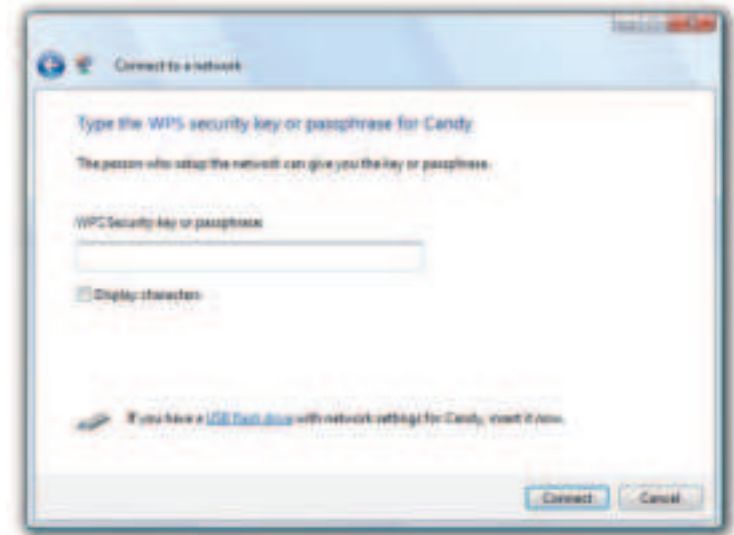 Connect to a network
Type the WPS security key or passphrase for Candy
The person who setup the network can give you the key or passphrase.
WPS Security key or passphrase:
Display characters
If you have a USB flash drive with network settings for Candy, insert it now.
Connect
Cancel